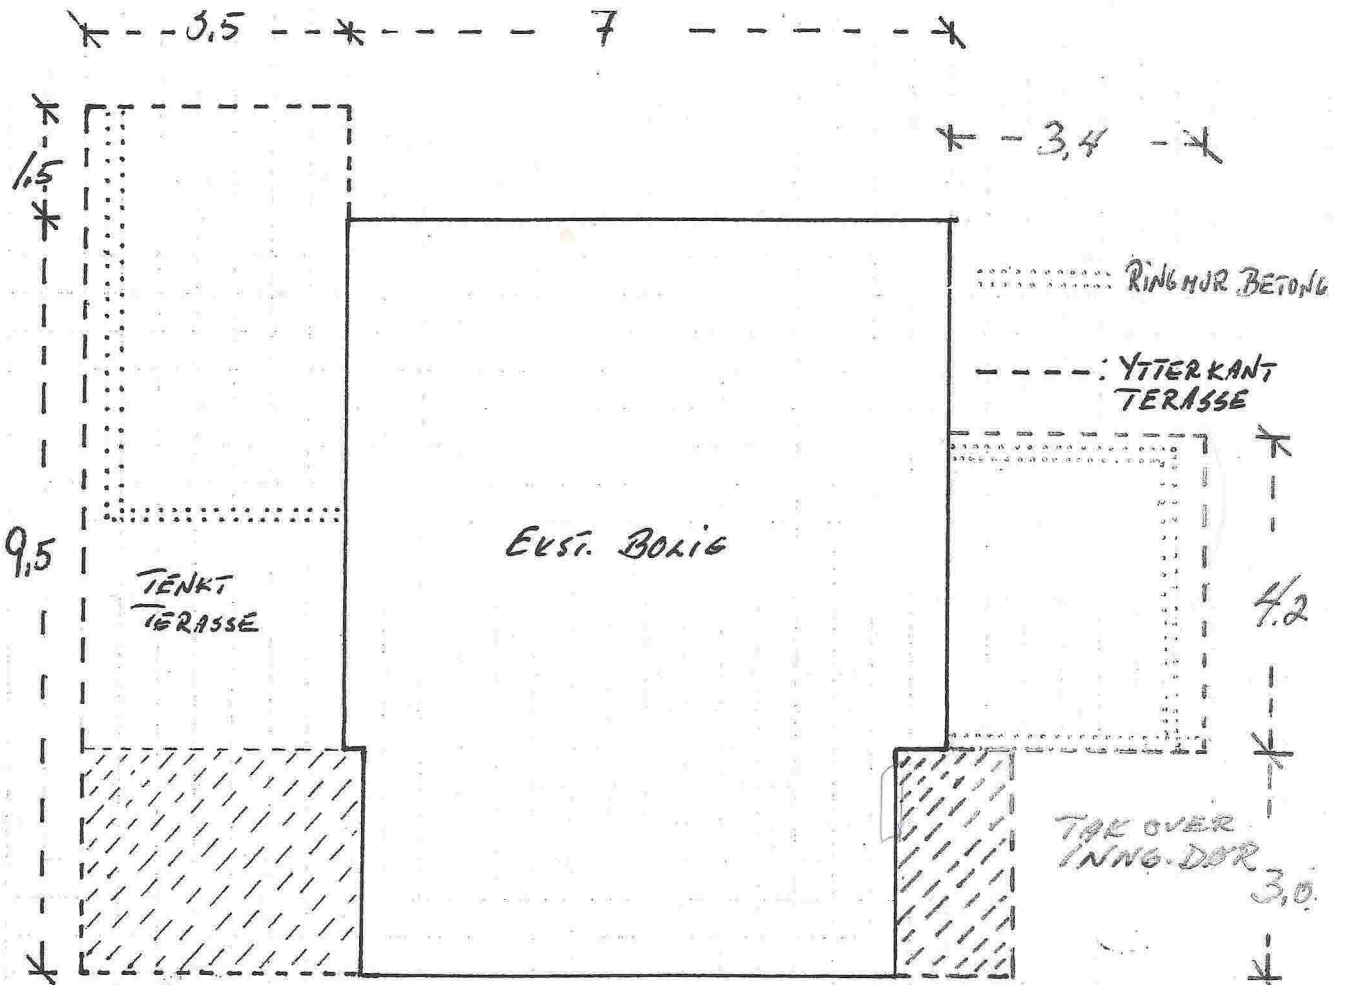 3,5
7
3,4
1,5
RINGMUR BETONG
: YTTERKANT
TERASSE
9,5
EKST. BOLIG
TENKT
TERASSE
4,2
TAK OVER
INNG. DØR
3,0